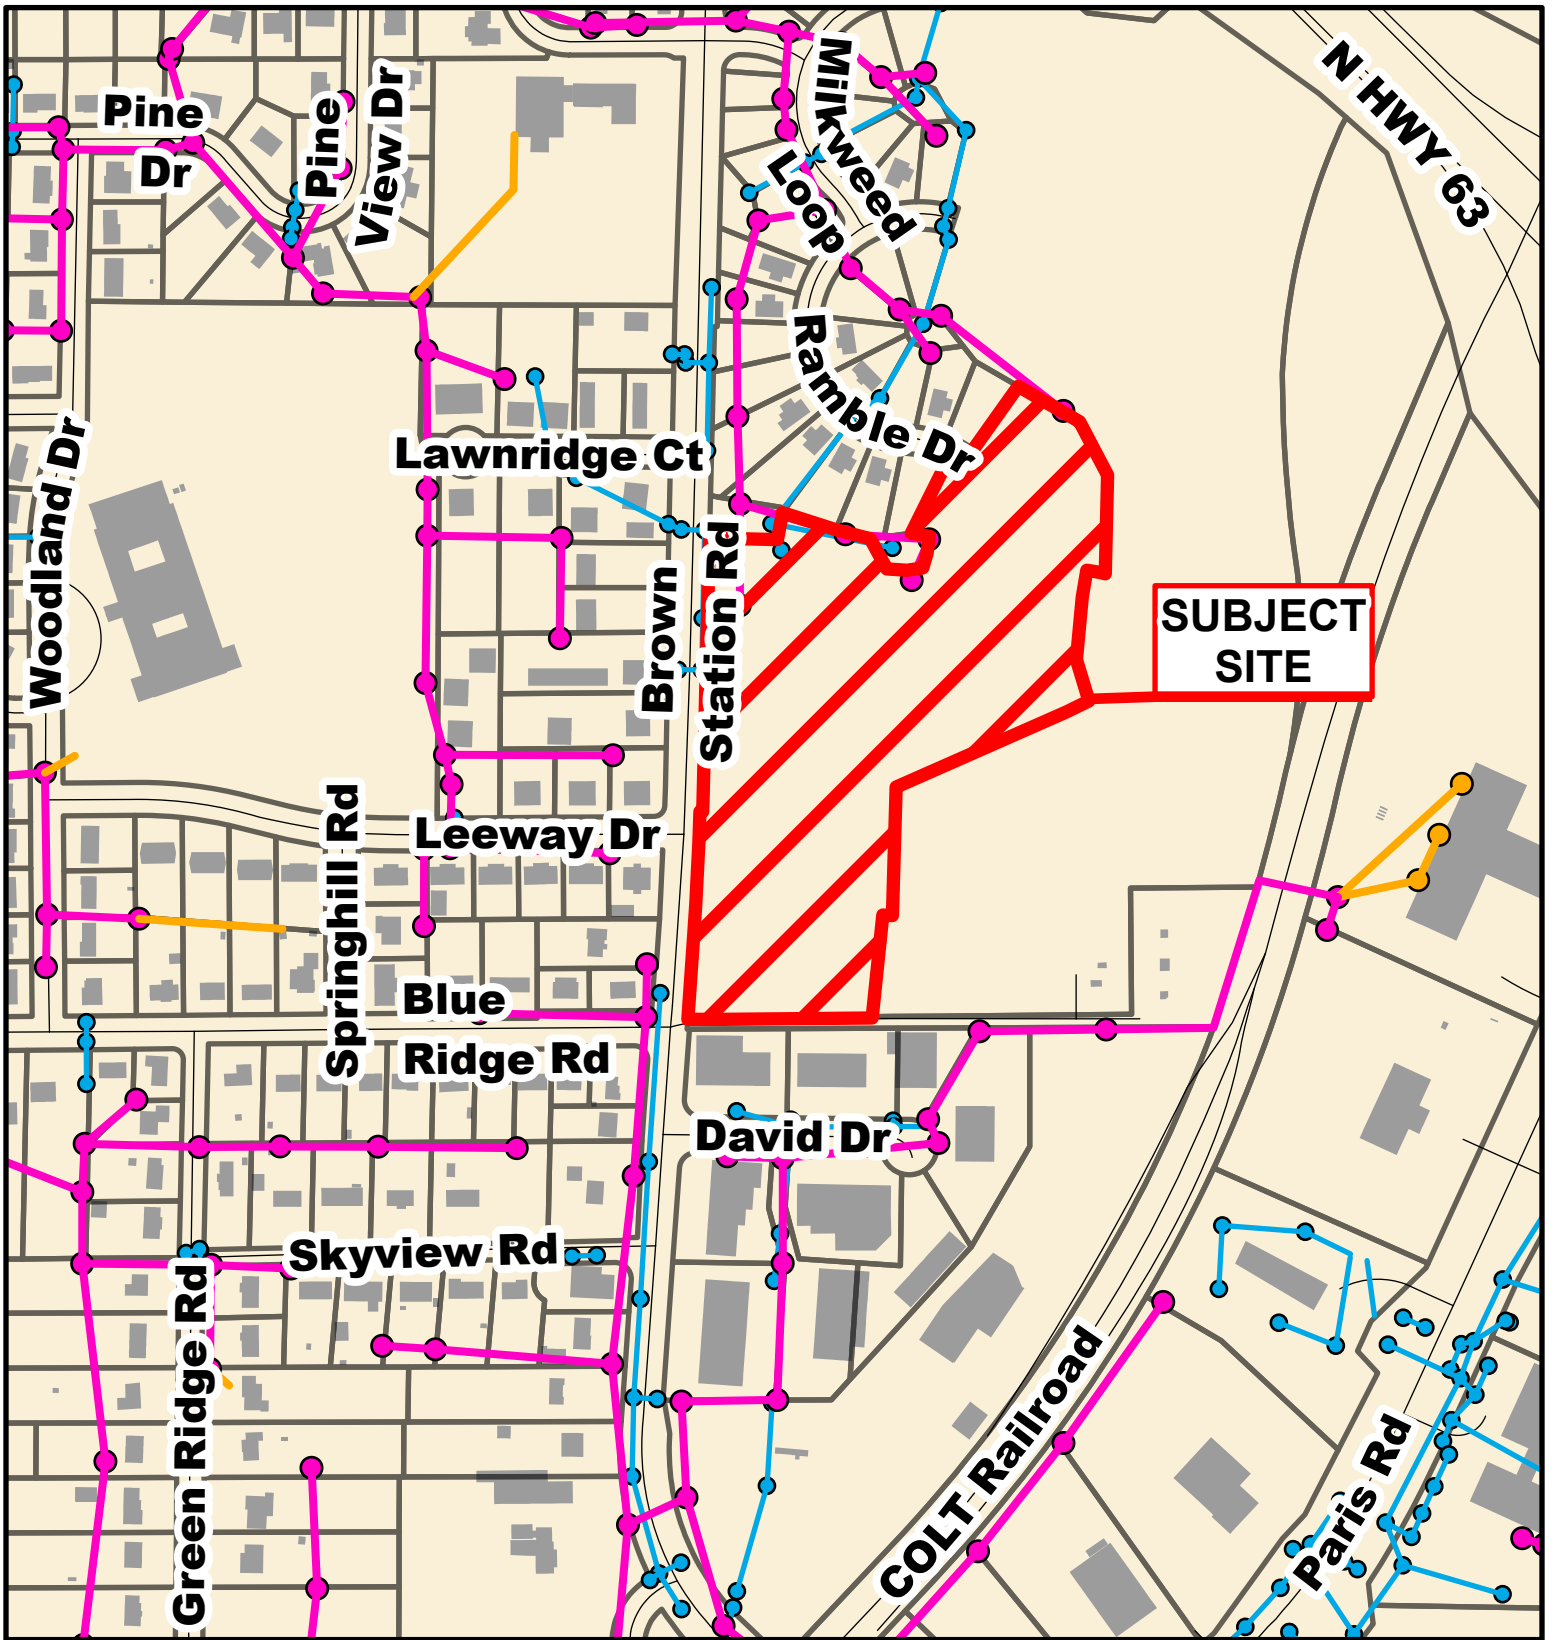 N HWY 63
Milkweed
Loop
Pine
Dr
Pine
View Dr
Ramble Dr
Woodland Dr
Lawnridge Ct
Brown
Station Rd
SUBJECT
SITE
Springhill Rd
Leeway Dr
Blue
Ridge Rd
David Dr
Skyview Rd
Green Ridge Rd
COLT Railroad
Paris Rd